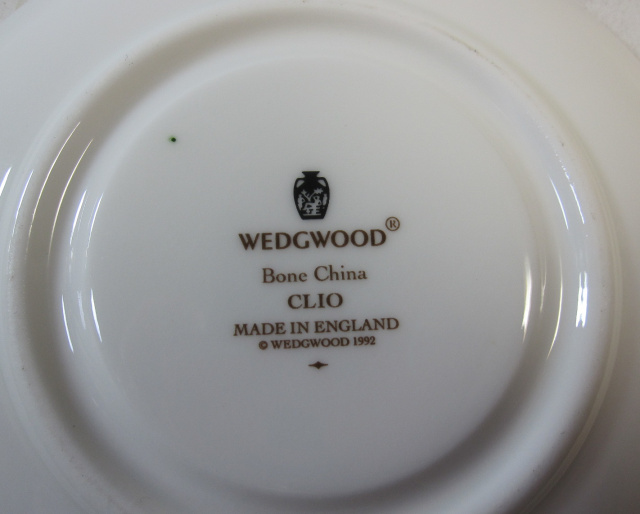 WEDGWOOD®
Bone China
CLIO
MADE IN ENGLAND
© WEDGWOOD 1992